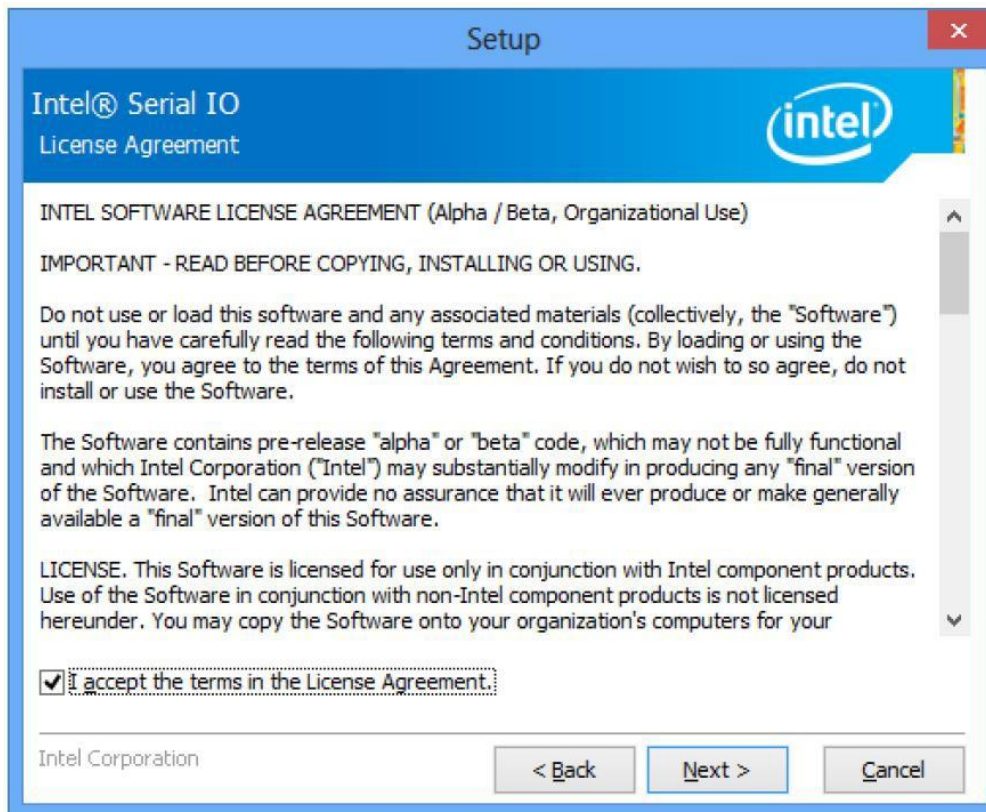 Setup
Intel® Serial IO
License Agreement
intel
INTEL SOFTWARE LICENSE AGREEMENT (Alpha / Beta, Organizational Use)
IMPORTANT - READ BEFORE COPYING, INSTALLING OR USING.
Do not use or load this software and any associated materials (collectively, the "Software")
until you have carefully read the following terms and conditions. By loading or using the
Software, you agree to the terms of this Agreement. If you do not wish to so agree, do not
install or use the Software.
The Software contains pre-release "alpha" or "beta" code, which may not be fully functional
and which Intel Corporation ("Intel") may substantially modify in producing any "final" version
of the Software.  Intel can provide no assurance that it will ever produce or make generally
available a "final" version of this Software.
LICENSE. This Software is licensed for use only in conjunction with Intel component products.
Use of the Software in conjunction with non-Intel component products is not licensed
hereunder. You may copy the Software onto your organization's computers for your
I accept the terms in the License Agreement.
Intel Corporation
< Back
Next >
Cancel